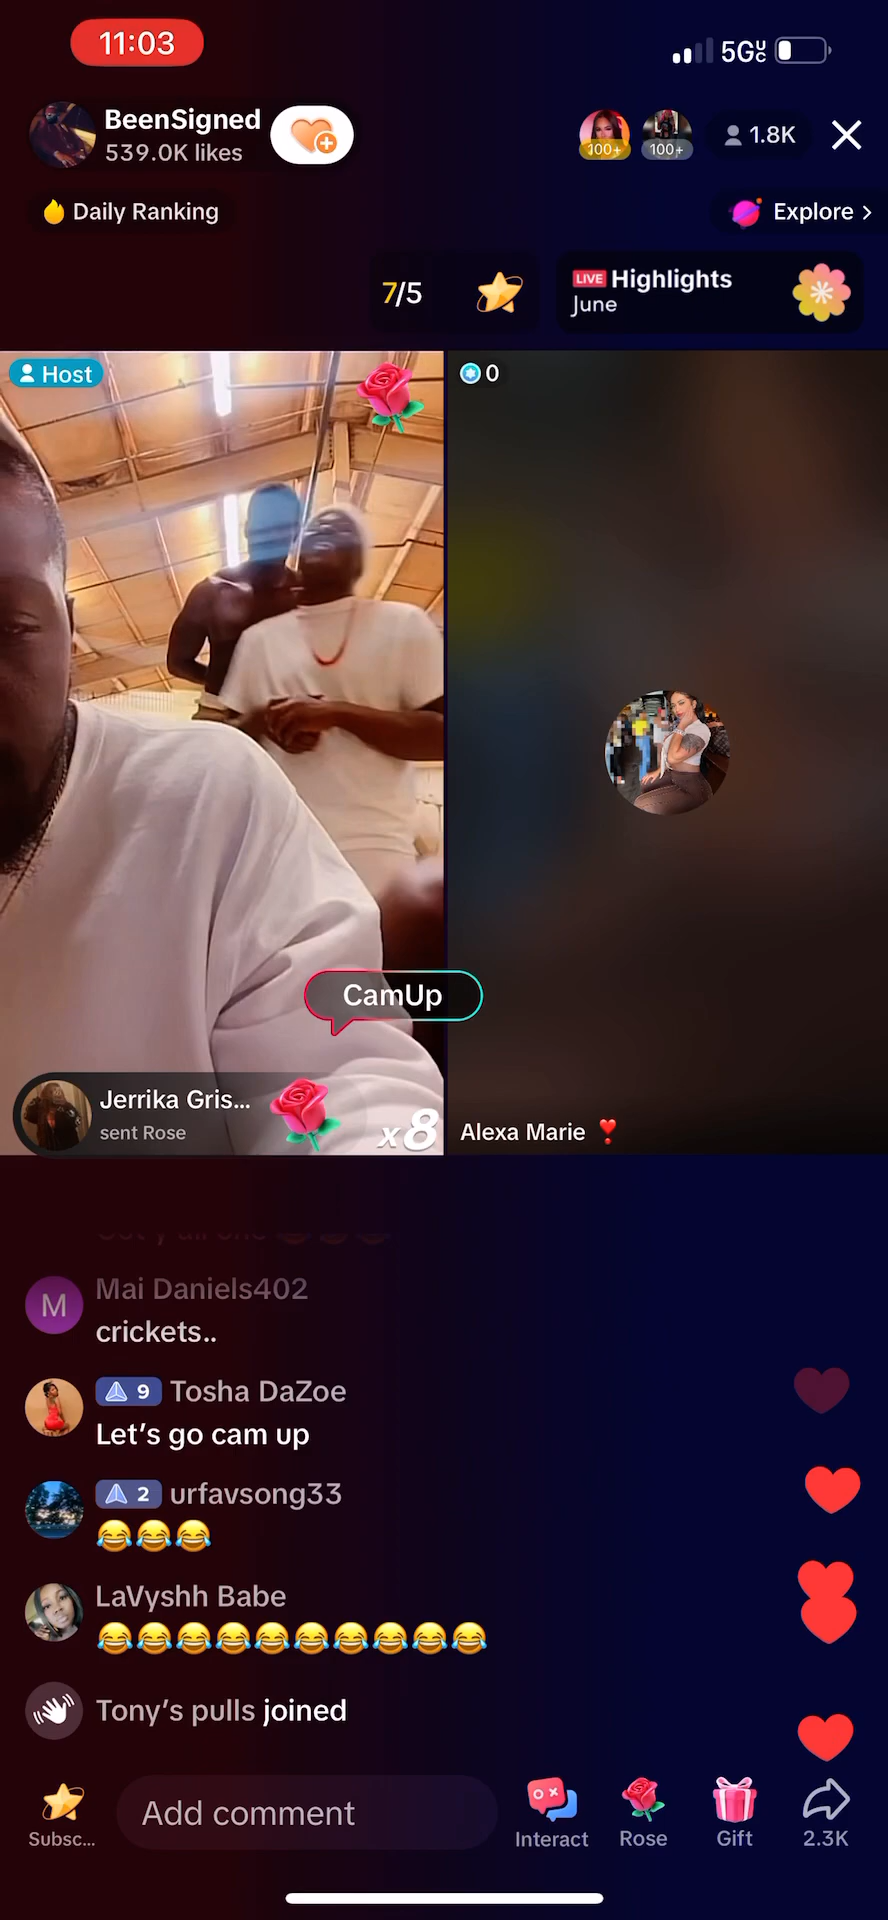 11:03
5GUC
BeenSigned
539.0K likes
100+
100+
1.8K
Daily Ranking
Explore >
7/5
LIVE Highlights
June
Host
0
CamUp
Jerrika Gris...
sent Rose
x8
Alexa Marie
M
Mai Daniels402
crickets..
9 Tosha DaZoe
Let's go cam up
2 urfavsong33
😂😂😂
LaVyshh Babe
😂😂😂😂😂😂😂😂😂😂
Tony's pulls joined
Subsc...
Add comment
Interact
Rose
Gift
2.3K